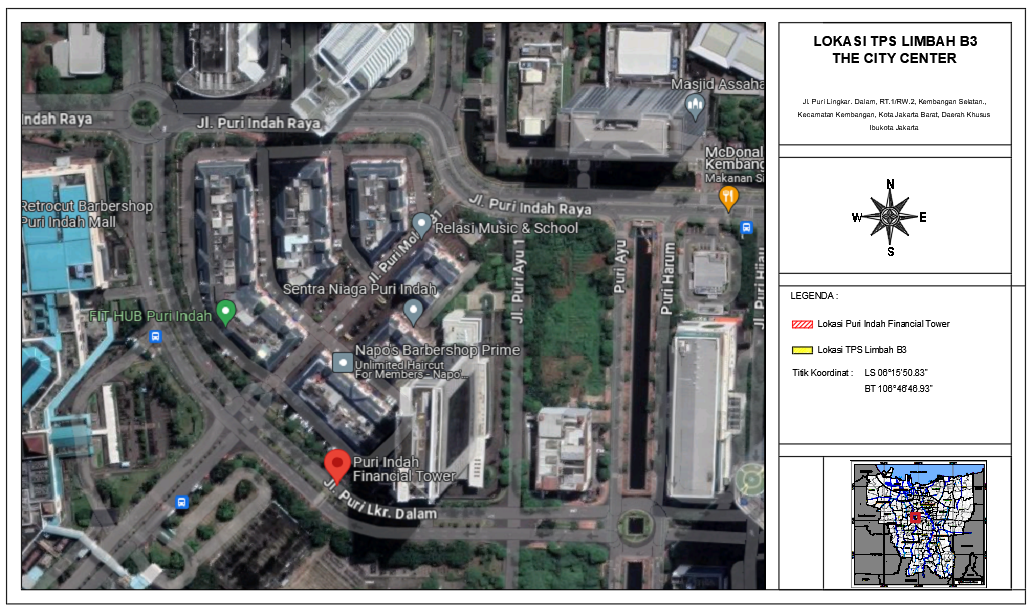 LOKASI TPS LIMBAH B3
THE CITY CENTER
Jl. Puri Lingkar. Dalam, RT.1/RW.2, Kembangan Selatan.,
Kecamatan Kembangan, Kota Jakarta Barat, Daerah Khusus
Ibukota Jakarta
N
W
E
S
LEGENDA :
Lokasi Puri Indah Financial Tower
Lokasi TPS Limbah B3
Titik Koordinat : LS 06°15'50.83"
BT 106°46'46.93"
Masjid Assaha
Indah Raya
Jl. Puri Indah Raya
McDonal
Kembang
Makanan Si
Jl. Puri Indah Raya
Retrocut Barbershop
Puri Indah Mall
Relasi Music & School
Jl. Puri Mol
Jl. Puri Ayu 1
Puri Ayu
Puri Harum
Jl. Puri Hijau
Sentra Niaga Puri Indah
FIT HUB Puri Indah
Napo's Barbershop Prime
Unlimited Haircut
For Members - Napo...
Puri Indah
Financial Tower
Jl. Puri Lkr. Dalam